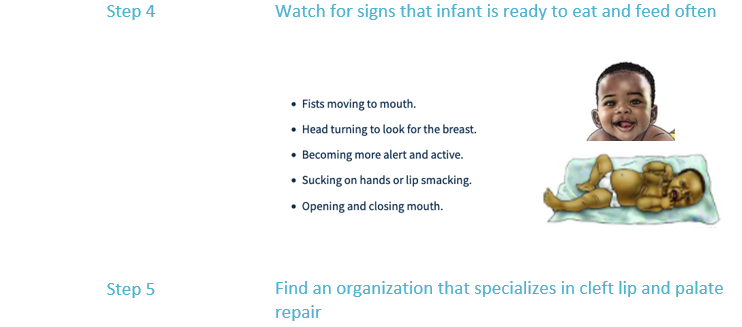 Step 4
Watch for signs that infant is ready to eat and feed often
• Fists moving to mouth.
• Head turning to look for the breast.
• Becoming more alert and active.
• Sucking on hands or lip smacking.
• Opening and closing mouth.
Step 5
Find an organization that specializes in cleft lip and palate
repair